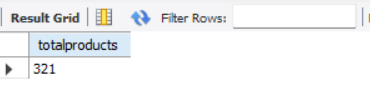 Result Grid Filter Rows:
totalproducts
321